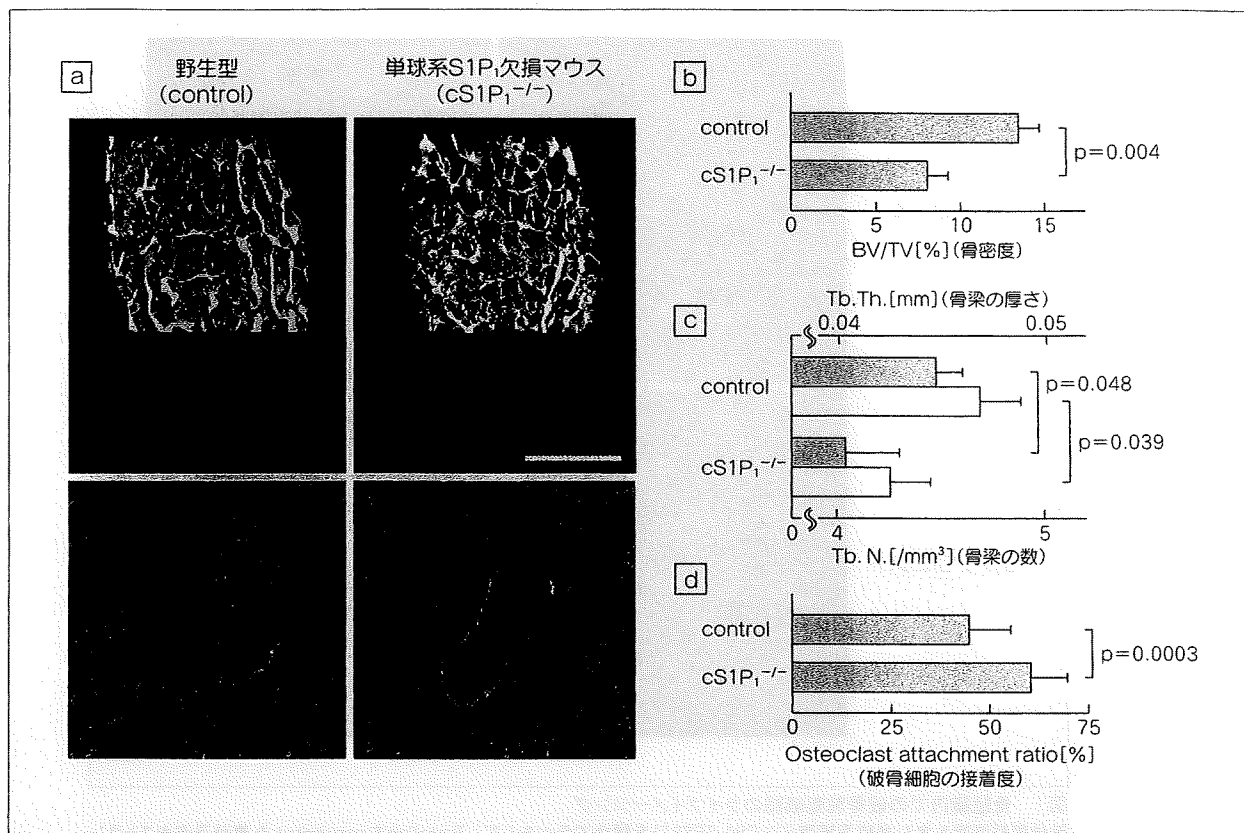 a
野生型
(control)
単球系S1P₁欠損マウス
(cS1P₁⁻/⁻)
b
control
cS1P₁⁻/⁻
p=0.004
0 5 10 15
BV/TV[%](骨密度)
c
Tb.Th.[mm](骨梁の厚さ)
0.04 0.05
control
cS1P₁⁻/⁻
p=0.048
p=0.039
0 4 5
Tb.N.[/mm³](骨梁の数)
d
control
cS1P₁⁻/⁻
p=0.0003
0 25 50 75
Osteoclast attachment ratio[%]
(破骨細胞の接着度)